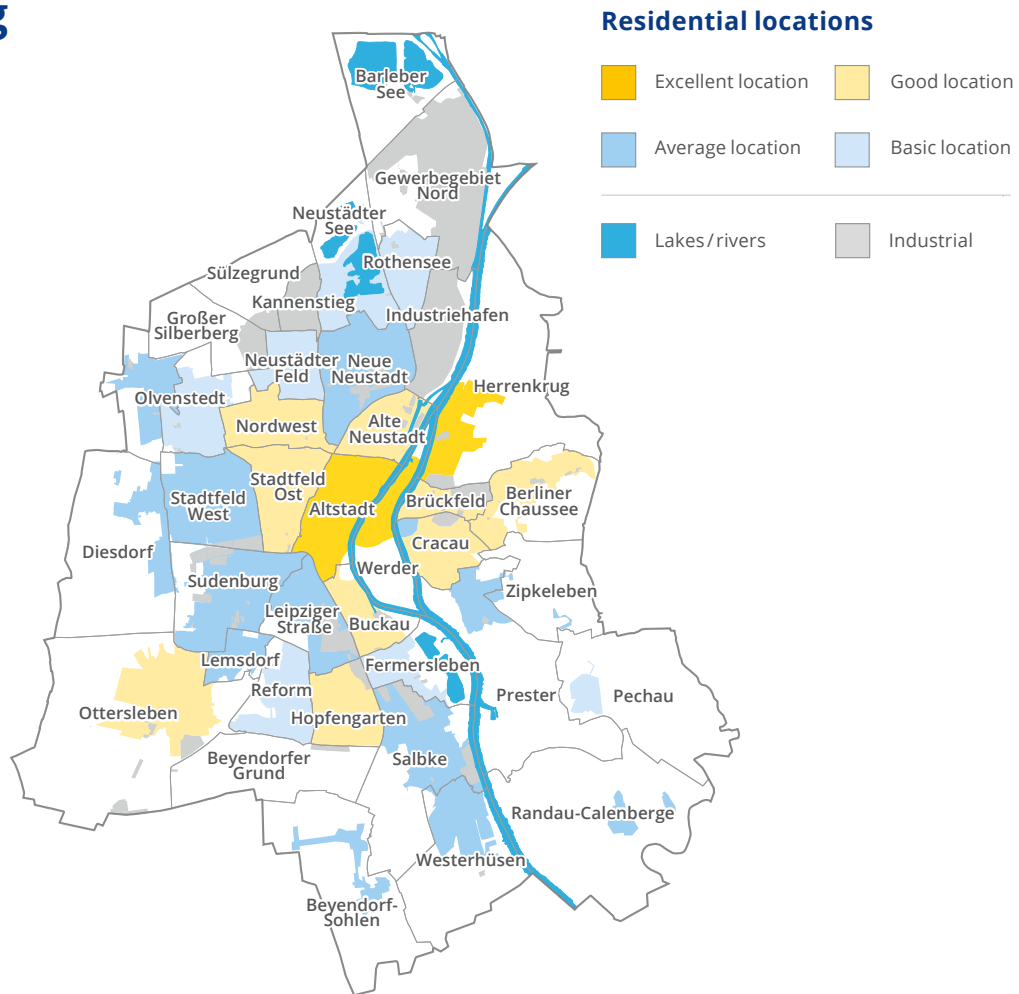 g
Residential locations
Excellent location
Good location
Average location
Basic location
Lakes/rivers
Industrial
Barleber
See
Gewerbegebiet
Nord
Neustädter
See
Rothensee
Sülzegrund
Kannenstieg
Industriehafen
Großer
Silberberg
Neustädter
Feld
Neue
Neustadt
Herrenkrug
Olvenstedt
Nordwest
Alte
Neustadt
Stadtfeld
Ost
Stadtfeld
West
Altstadt
Brückfeld
Berliner
Chaussee
Diesdorf
Cracau
Werder
Sudenburg
Zipkeleben
Leipziger
Straße
Buckau
Lemsdorf
Fermersleben
Reform
Prester
Pechau
Ottersleben
Hopfengarten
Beyendorfer
Grund
Salbke
Randau-Calenberge
Westerhüsen
Beyendorf-
Sohlen